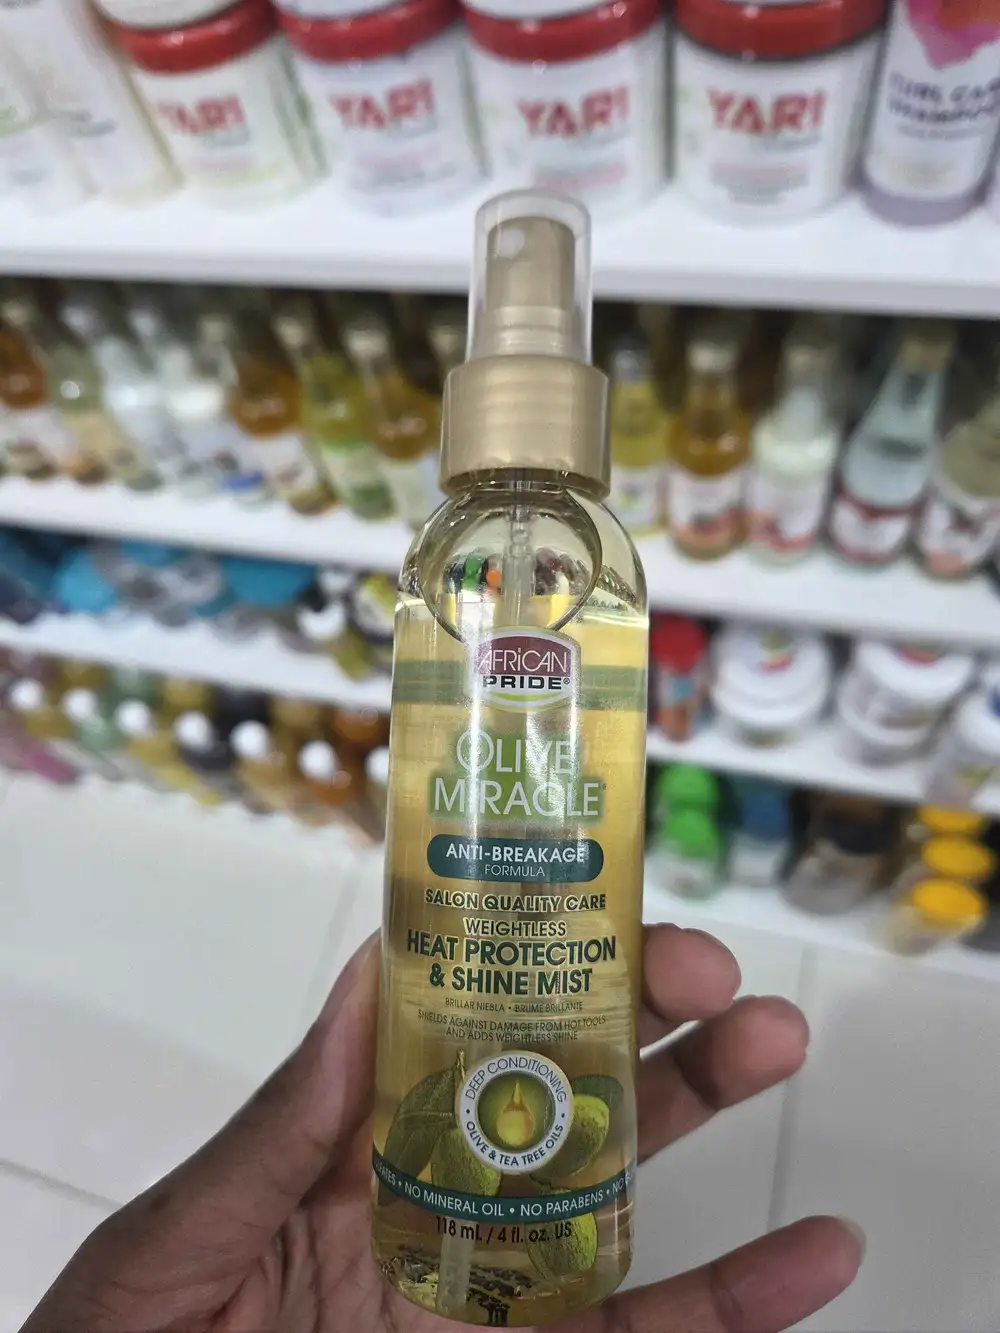 YARI
YARI
YARI
YARI
AFRICAN
PRIDE®
OLIVE
MIRACLE®
ANTI-BREAKAGE
FORMULA
SALON QUALITY CARE
WEIGHTLESS
HEAT PROTECTION
& SHINE MIST
BRILLAR NIEBLA • BRUME BRILLANTE
SHIELDS AGAINST DAMAGE FROM HOT TOOLS
AND ADDS WEIGHTLESS SHINE
DEEP CONDITIONING
• OLIVE & TEA TREE OILS •
• NO MINERAL OIL • NO PARABENS • NO
118 mL / 4 fl. oz. US